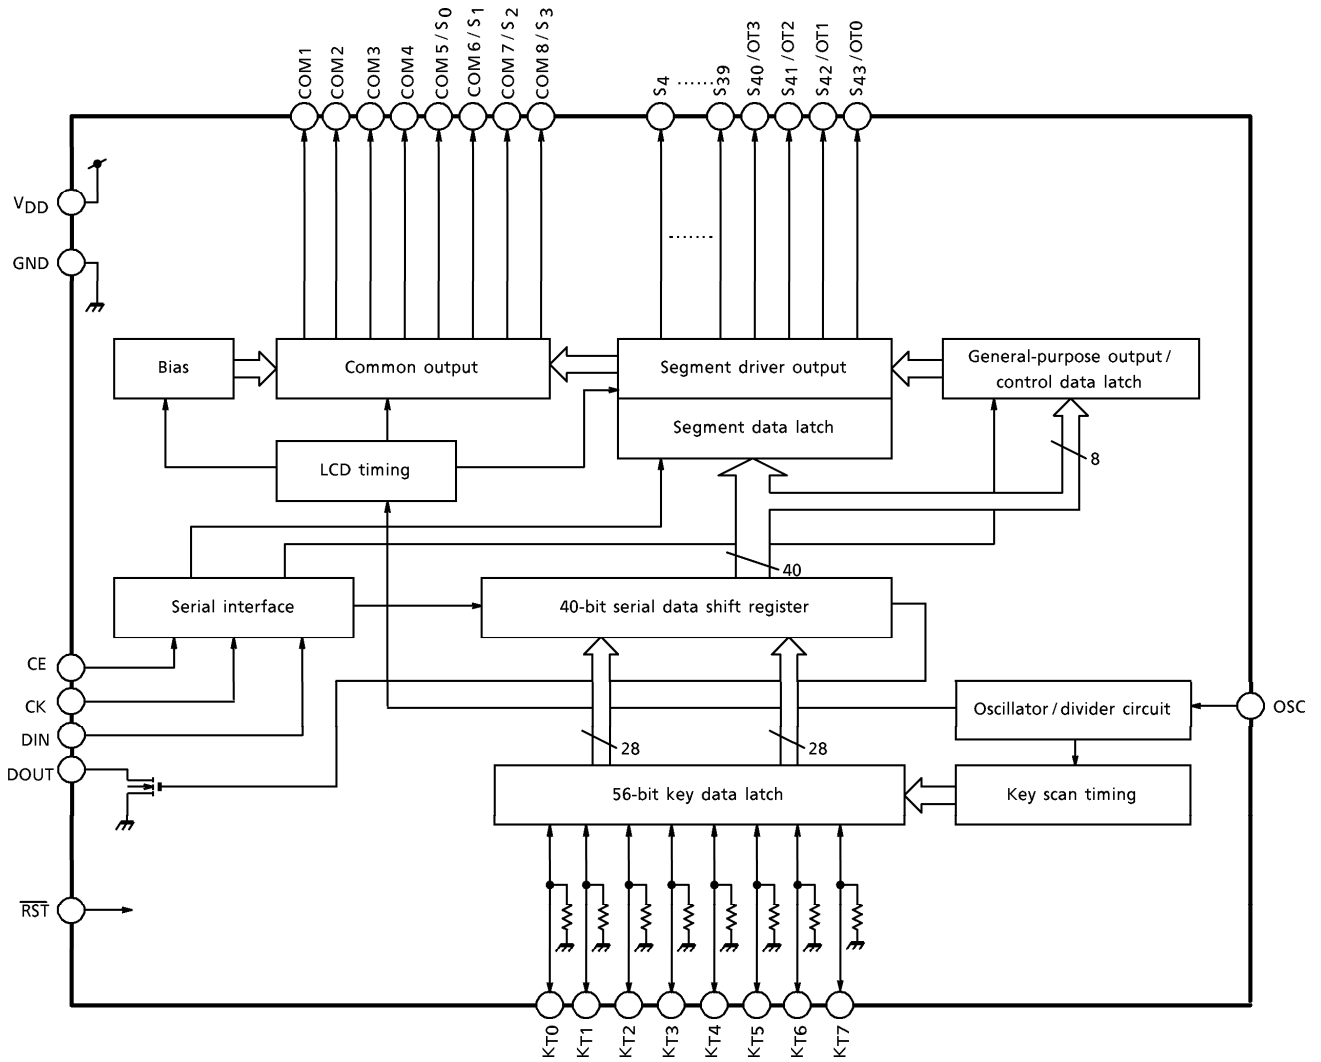 COM1
COM2
COM3
COM4
COM5/S0
COM6/S1
COM7/S2
COM8/S3
S4
......
S39
S40/OT3
S41/OT2
S42/OT1
S43/OT0
VDD
GND
.......
Bias
Common output
Segment driver output
General-purpose output/
control data latch
Segment data latch
LCD timing
8
40
Serial interface
40-bit serial data shift register
CE
CK
DIN
DOUT
Oscillator/divider circuit
OSC
28
28
56-bit key data latch
Key scan timing
RST
KT0
KT1
KT2
KT3
KT4
KT5
KT6
KT7